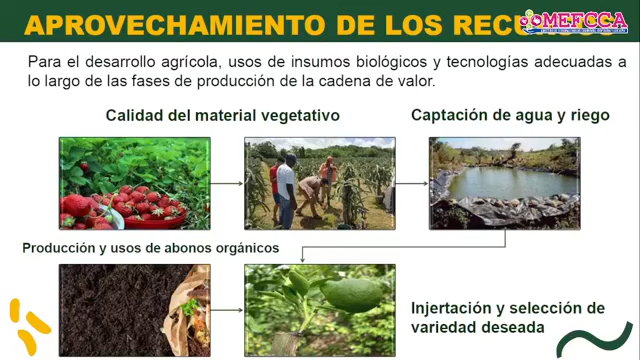 APROVECHAMIENTO DE LOS RECURSOS
MEFCCA
Para el desarrollo agrícola, usos de insumos biológicos y tecnologías adecuadas a
lo largo de las fases de producción de la cadena de valor.
Calidad del material vegetativo
Captación de agua y riego
Producción y usos de abonos orgánicos
Injertación y selección de
variedad deseada